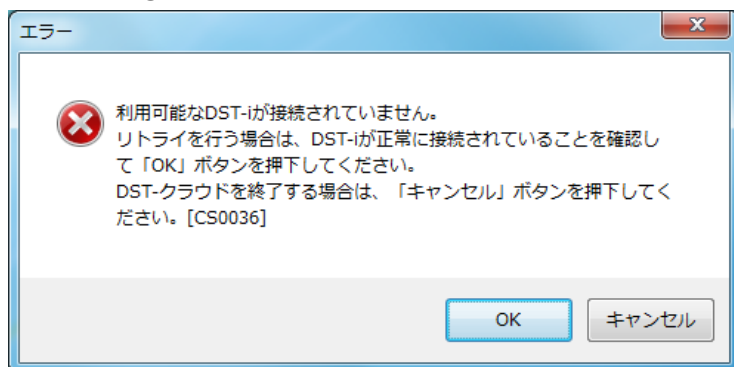 エラー
利用可能なDST-iが接続されていません。
リトライを行う場合は、DST-iが正常に接続されていることを確認し
て「OK」ボタンを押下してください。
DST-クラウドを終了する場合は、「キャンセル」ボタンを押下してく
ださい。[CS0036]
OK
キャンセル